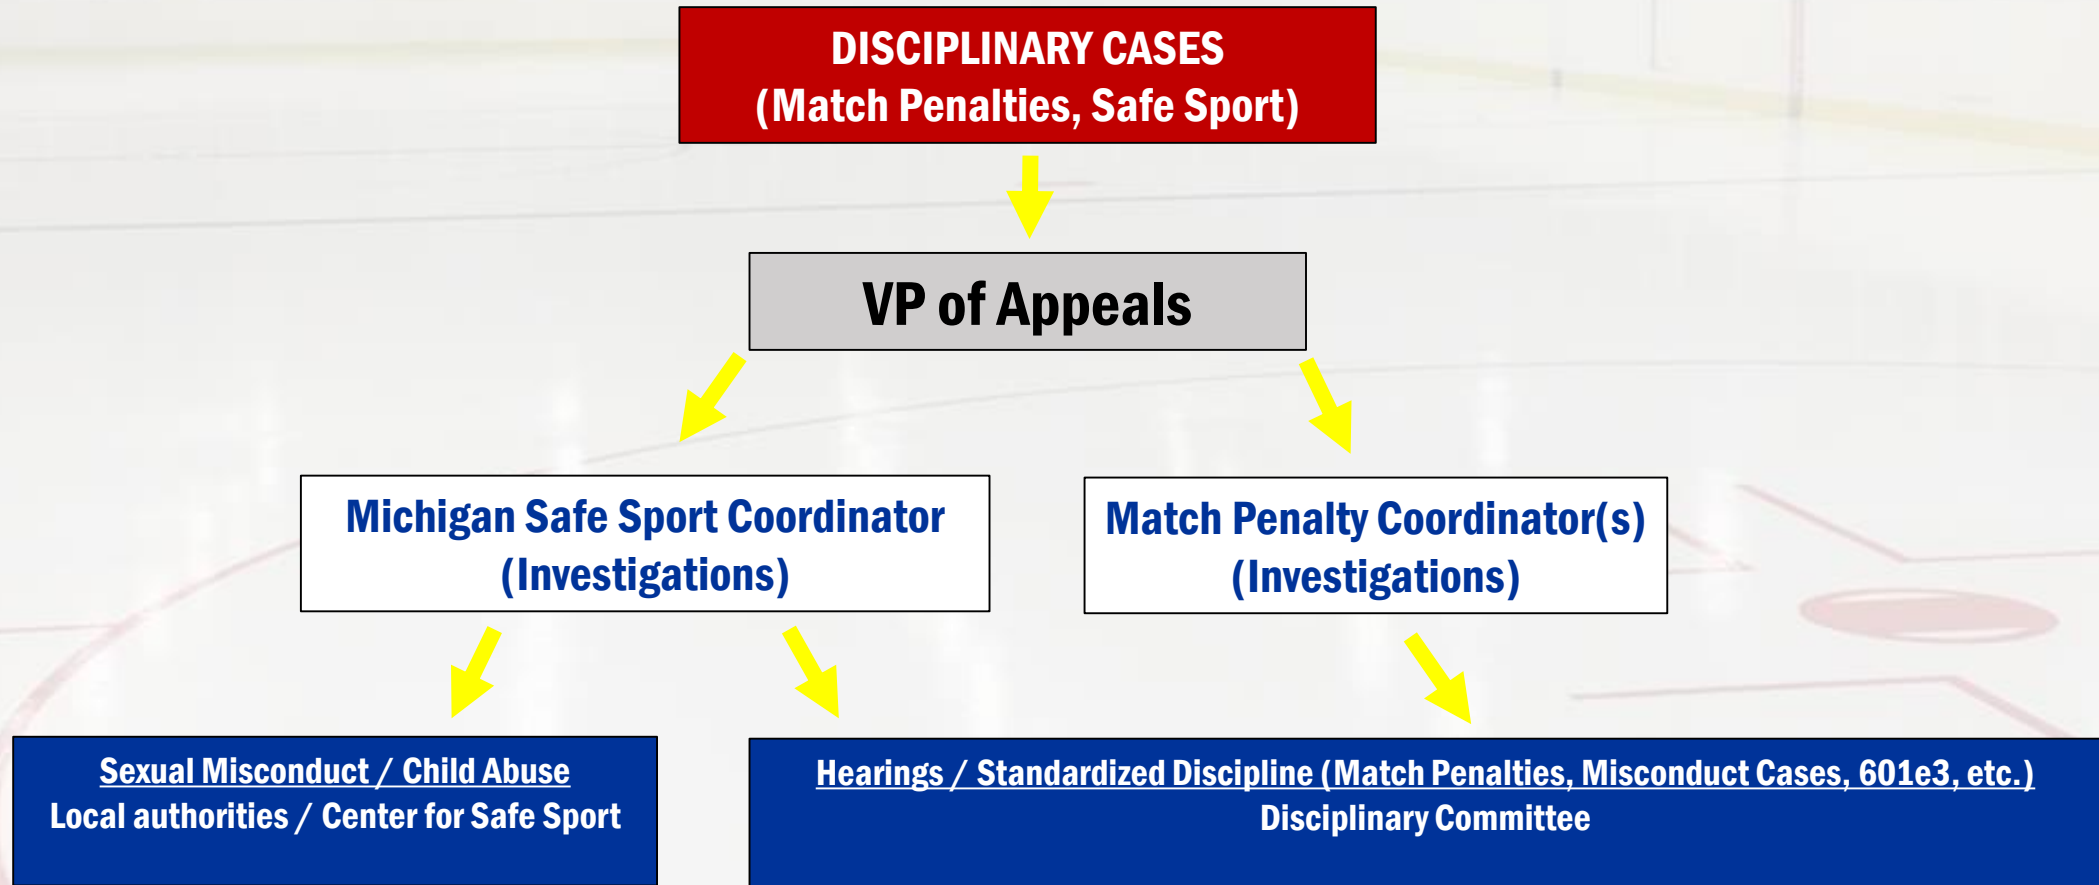 DISCIPLINARY CASES
(Match Penalties, Safe Sport)
VP of Appeals
Michigan Safe Sport Coordinator
(Investigations)
Match Penalty Coordinator(s)
(Investigations)
Sexual Misconduct / Child Abuse
Local authorities / Center for Safe Sport
Hearings / Standardized Discipline (Match Penalties, Misconduct Cases, 601e3, etc.)
Disciplinary Committee